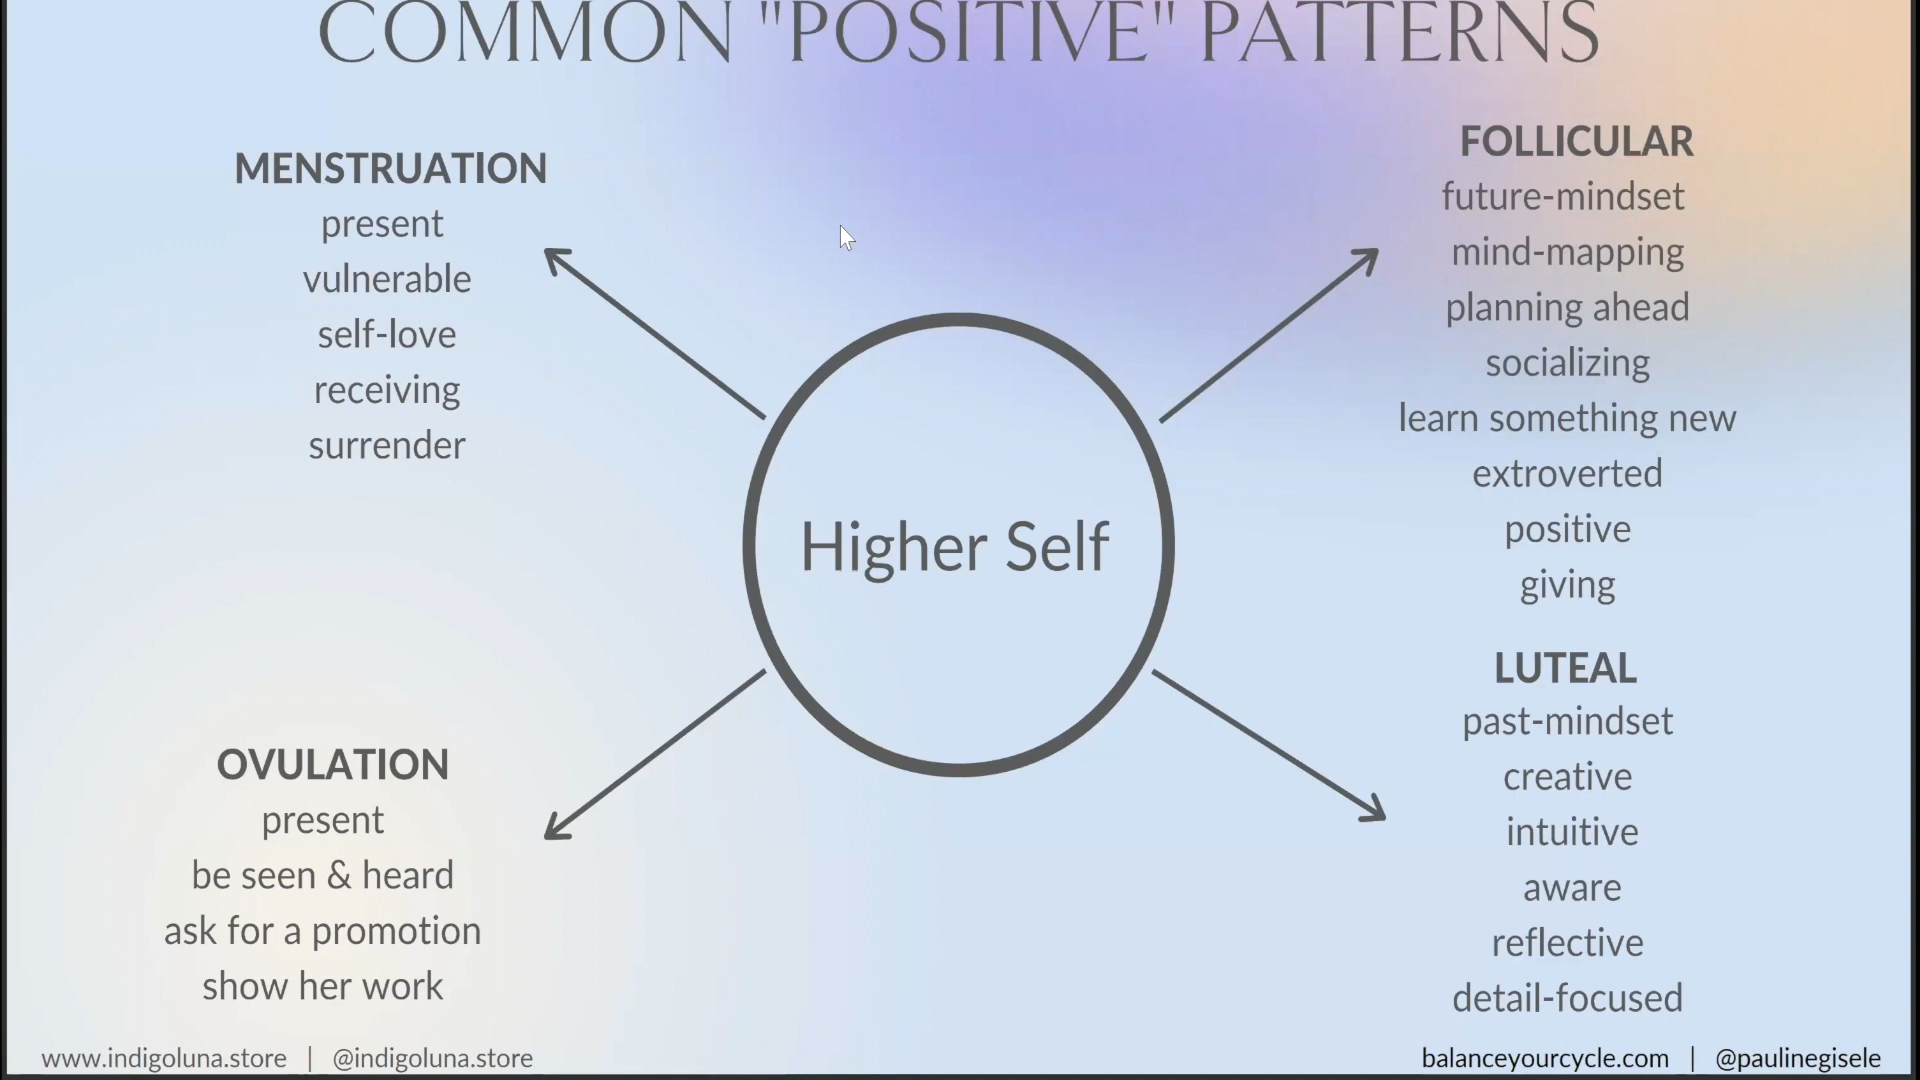 COMMON "POSITIVE" PATTERNS
MENSTRUATION
present
vulnerable
self-love
receiving
surrender
FOLLICULAR
future-mindset
mind-mapping
planning ahead
socializing
learn something new
extroverted
positive
giving
Higher Self
OVULATION
present
be seen & heard
ask for a promotion
show her work
LUTEAL
past-mindset
creative
intuitive
aware
reflective
detail-focused
www.indigoluna.store | @indigoluna.store
balanceyourcycle.com | @paulinegisele